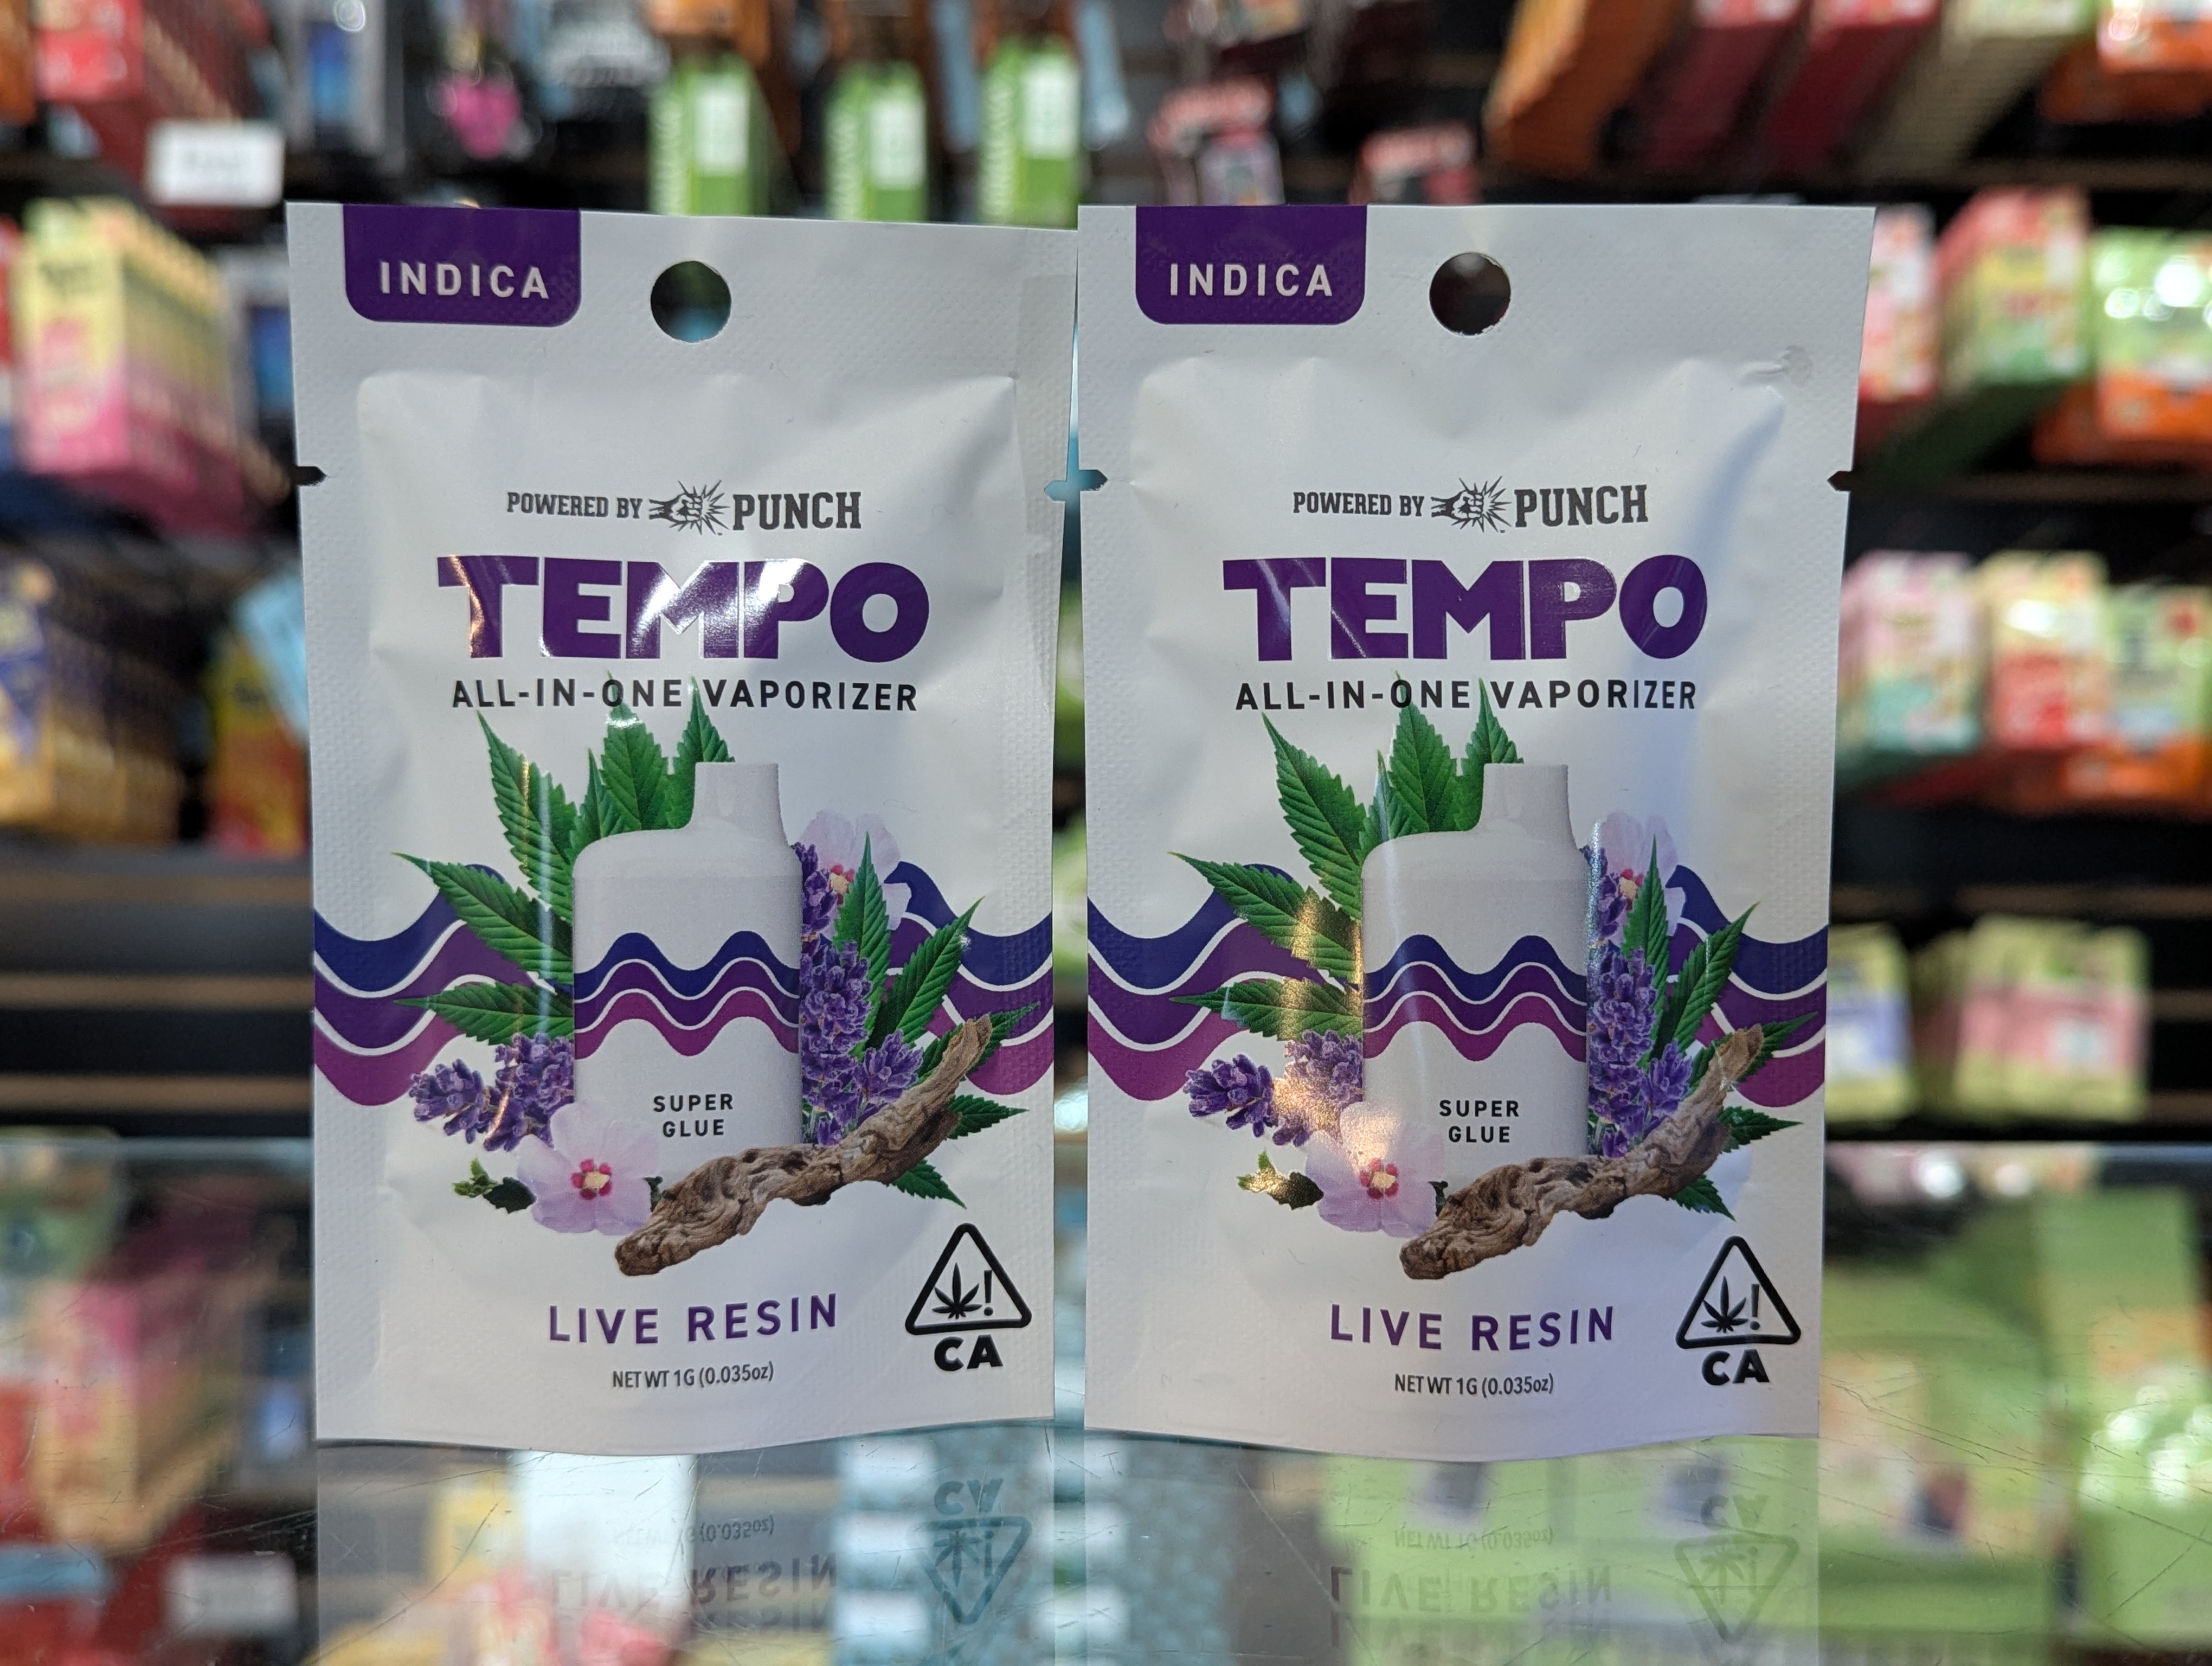 INDICA
POWERED BY PUNCH
TEMPO
ALL-IN-ONE VAPORIZER
SUPER
GLUE
LIVE RESIN
CA
NET WT 1G (0.035oz)
INDICA
POWERED BY PUNCH
TEMPO
ALL-IN-ONE VAPORIZER
SUPER
GLUE
LIVE RESIN
CA
NET WT 1G (0.035oz)